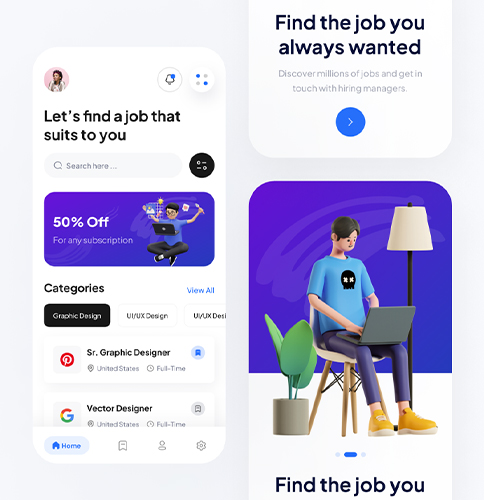 Let's find a job that
suits to you
Search here ...
50% Off
For any subscription
Categories
View All
Graphic Design
UI/UX Design
UI/UX Desi
Sr. Graphic Designer
United States
Full-Time
Vector Designer
United States
Full-Time
Home
Find the job you
always wanted
Discover millions of jobs and get in
touch with hiring managers.
Find the job you